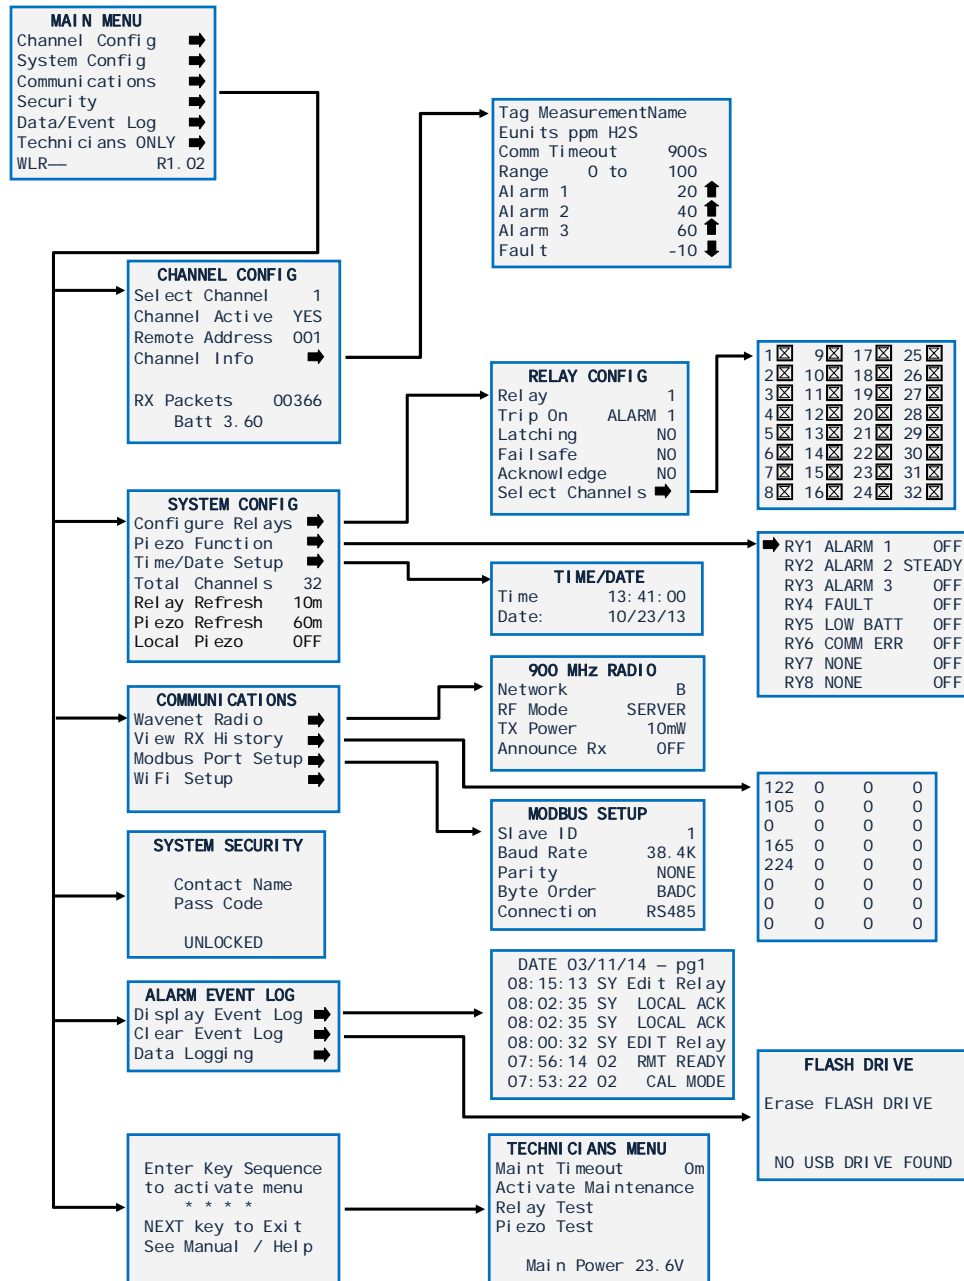 MAIN MENU
Channel Config
System Config
Communications
Security
Data/Event Log
Technicians ONLY
WLR—— R1.02
Tag MeasurementName
Eunits ppm H2S
Comm Timeout 900s
Range 0 to 100
Alarm 1 20
Alarm 2 40
Alarm 3 60
Fault -10
CHANNEL CONFIG
Select Channel 1
Channel Active YES
Remote Address 001
Channel Info
RX Packets 00366
Batt 3.60
RELAY CONFIG
Relay 1
Trip On ALARM 1
Latching NO
Failsafe NO
Acknowledge NO
Select Channels
1 9 17 25
2 10 18 26
3 11 19 27
4 12 20 28
5 13 21 29
6 14 22 30
7 15 23 31
8 16 24 32
SYSTEM CONFIG
Configure Relays
Piezo Function
Time/Date Setup
Total Channels 32
Relay Refresh 10m
Piezo Refresh 60m
Local Piezo OFF
RY1 ALARM 1 OFF
RY2 ALARM 2 STEADY
RY3 ALARM 3 OFF
RY4 FAULT OFF
RY5 LOW BATT OFF
RY6 COMM ERR OFF
RY7 NONE OFF
RY8 NONE OFF
TIME/DATE
Time 13:41:00
Date: 10/23/13
COMMUNICATIONS
Wavenet Radio
View RX History
Modbus Port Setup
WiFi Setup
900 MHz RADIO
Network B
RF Mode SERVER
TX Power 10mW
Announce Rx OFF
122 0 0 0
105 0 0 0
0 0 0 0
165 0 0 0
224 0 0 0
0 0 0 0
0 0 0 0
0 0 0 0
MODBUS SETUP
Slave ID 1
Baud Rate 38.4K
Parity NONE
Byte Order BADC
Connection RS485
SYSTEM SECURITY
Contact Name
Pass Code
UNLOCKED
ALARM EVENT LOG
Display Event Log
Clear Event Log
Data Logging
DATE 03/11/14 – pg1
08:15:13 SY Edit Relay
08:02:35 SY LOCAL ACK
08:02:35 SY LOCAL ACK
08:00:32 SY EDIT Relay
07:56:14 02 RMT READY
07:53:22 02 CAL MODE
FLASH DRIVE
Erase FLASH DRIVE
NO USB DRIVE FOUND
Enter Key Sequence
to activate menu
* * * *
NEXT key to Exit
See Manual / Help
TECHNICIANS MENU
Maint Timeout 0m
Activate Maintenance
Relay Test
Piezo Test
Main Power 23.6V